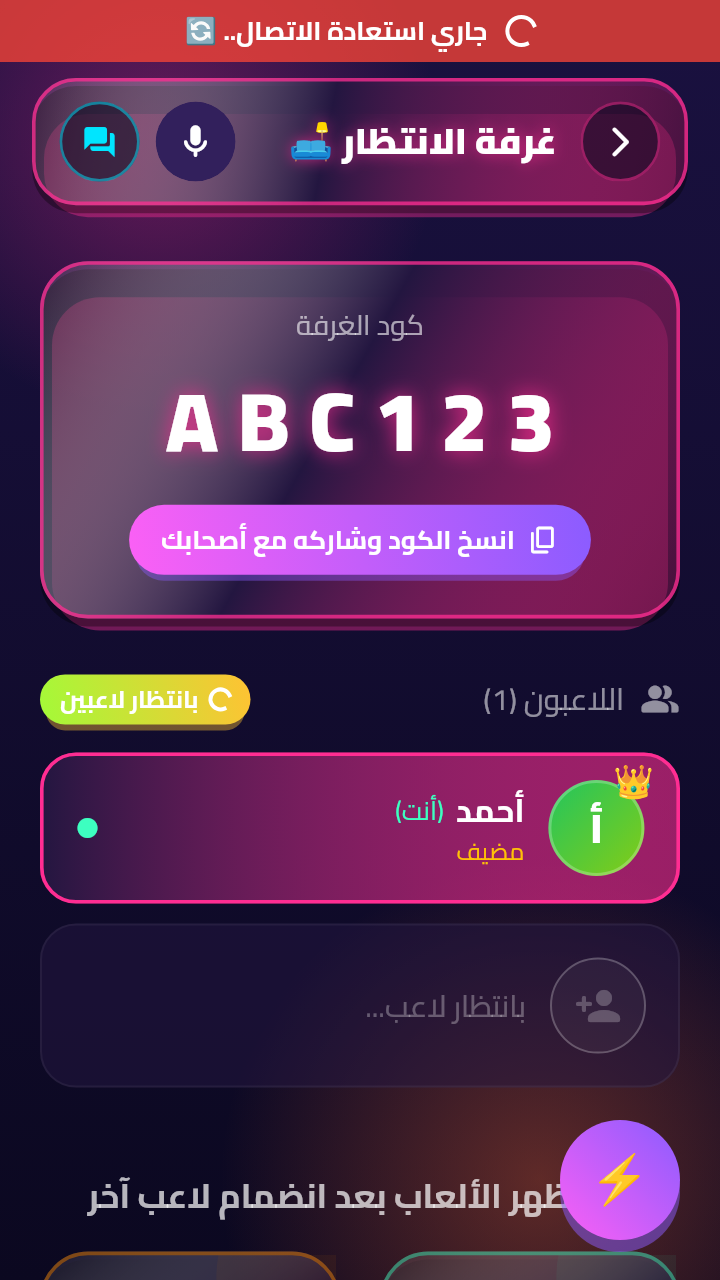 جاري استعادة الاتصال.. 🔄
غرفة الانتظار 🛋️
كود الغرفة
ABC123
انسخ الكود وشاركه مع أصحابك
اللاعبون (1)
بانتظار لاعبين
أ
أحمد (أنت)
مضيف
بانتظار لاعب...
الألعاب بعد انضمام لاعب آخر